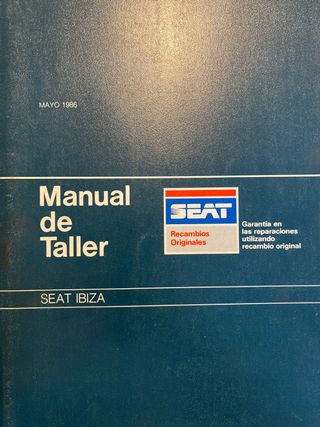 MAYO 1986
Manual
de
Taller
SEAT
Recambios
Originales
Garantía en
las reparaciones
utilizando
recambio original
SEAT IBIZA